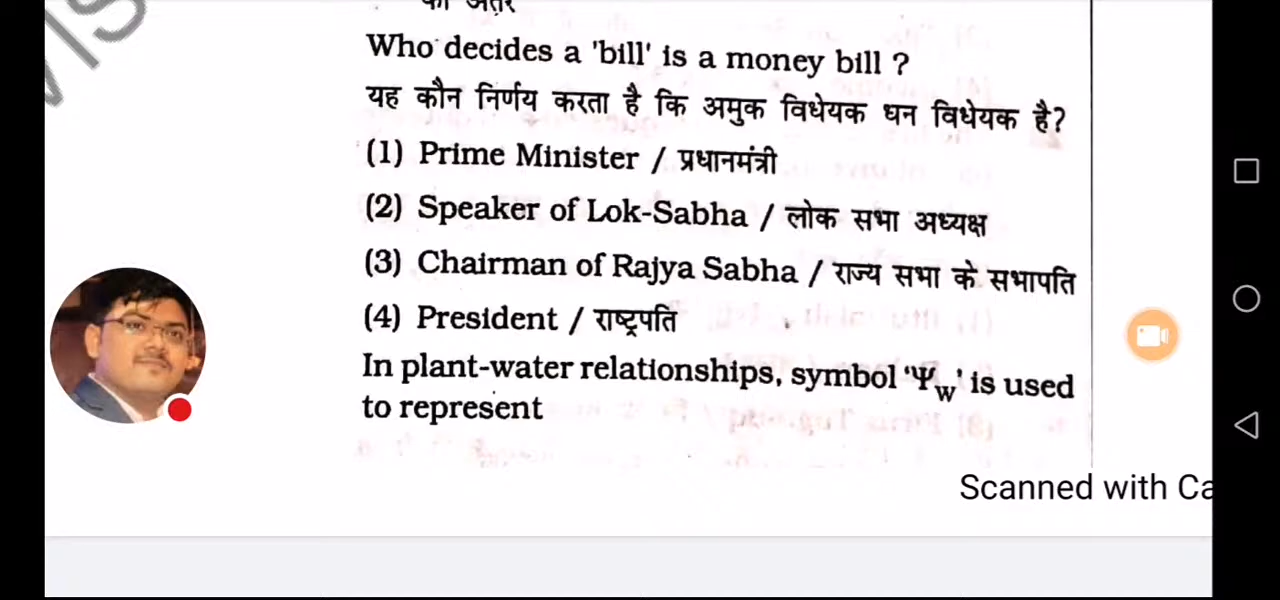 का अंतर
Who decides a 'bill' is a money bill ?
यह कौन निर्णय करता है कि अमुक विधेयक धन विधेयक है?
(1) Prime Minister / प्रधानमंत्री
(2) Speaker of Lok-Sabha / लोक सभा अध्यक्ष
(3) Chairman of Rajya Sabha / राज्य सभा के सभापति
(4) President / राष्ट्रपति
In plant-water relationships, symbol 'Ψw' is used
to represent
Scanned with Ca